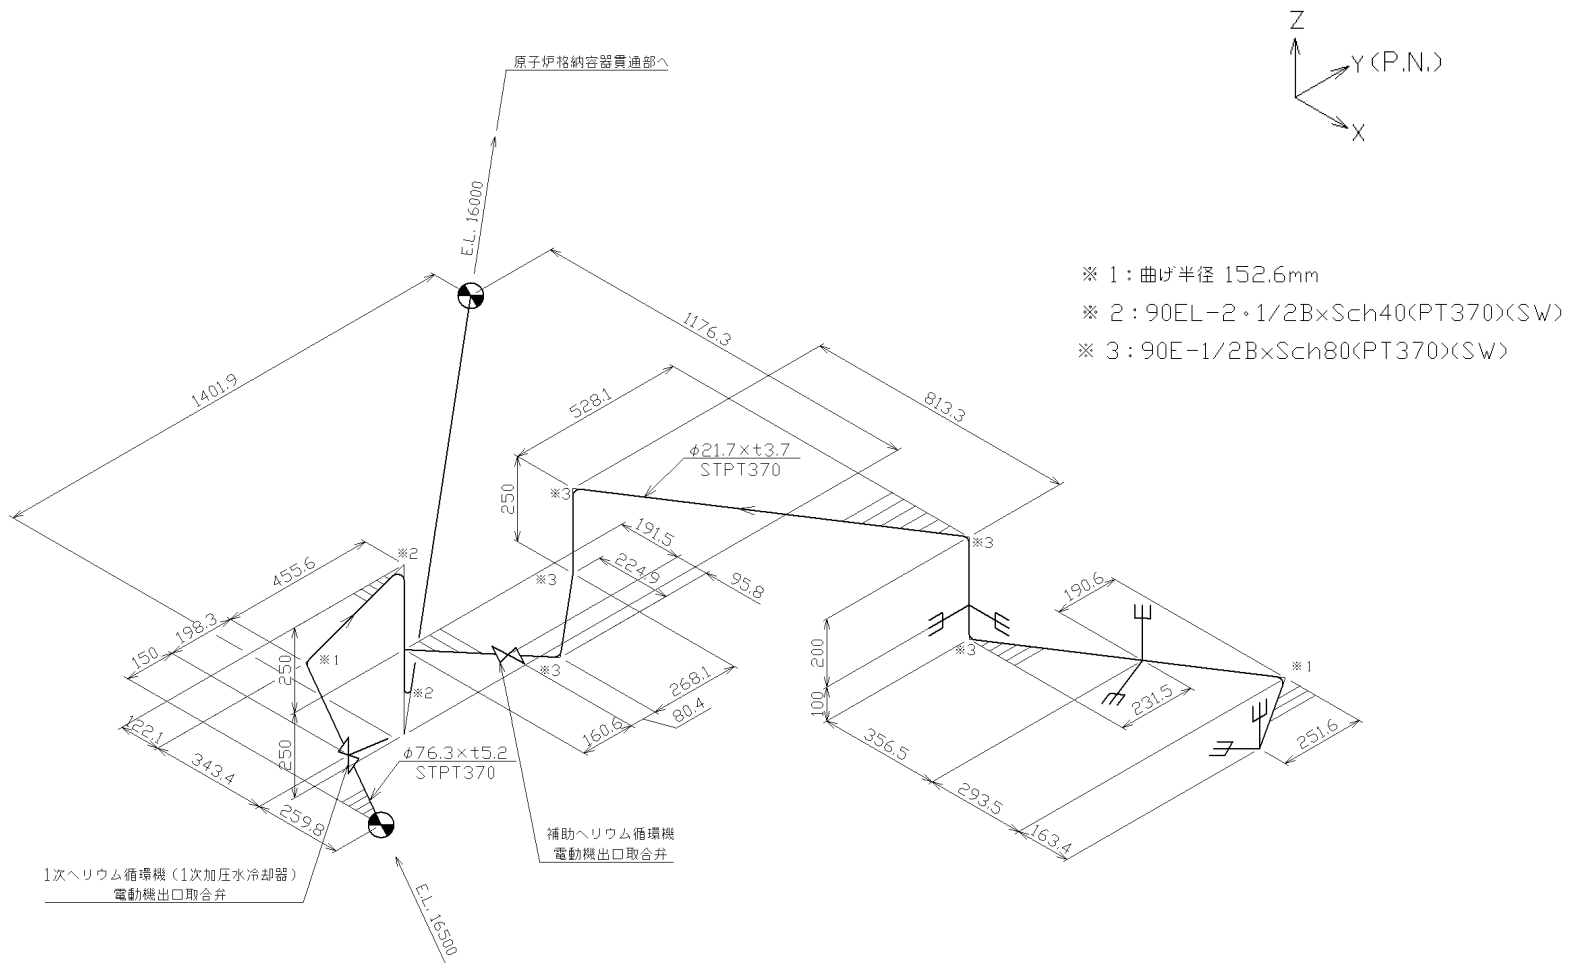 Z
Y(P.N.)
X
原子炉格納容器貫通部へ
E.L. 16000
※ 1:曲げ半径 152.6mm
※ 2:90EL-2・1/2B×Sch40(PT370)(SW)
※ 3:90E-1/2B×Sch80(PT370)(SW)
1401.9
1176.3
528.1
813.3
φ21.7×t3.7
STPT370
250
※3
※3
※3
※3
※3
191.5
224.9
95.8
455.6
※2
198.3
150
250
※1
※2
122.1
343.4
250
259.8
φ76.3×t5.2
STPT370
160.6
80.4
268.1
190.6
200
100
231.5
※1
251.6
356.5
293.5
163.4
補助ヘリウム循環機
電動機出口取合弁
1次ヘリウム循環機(1次加圧水冷却器)
電動機出口取合弁
E.L. 16500